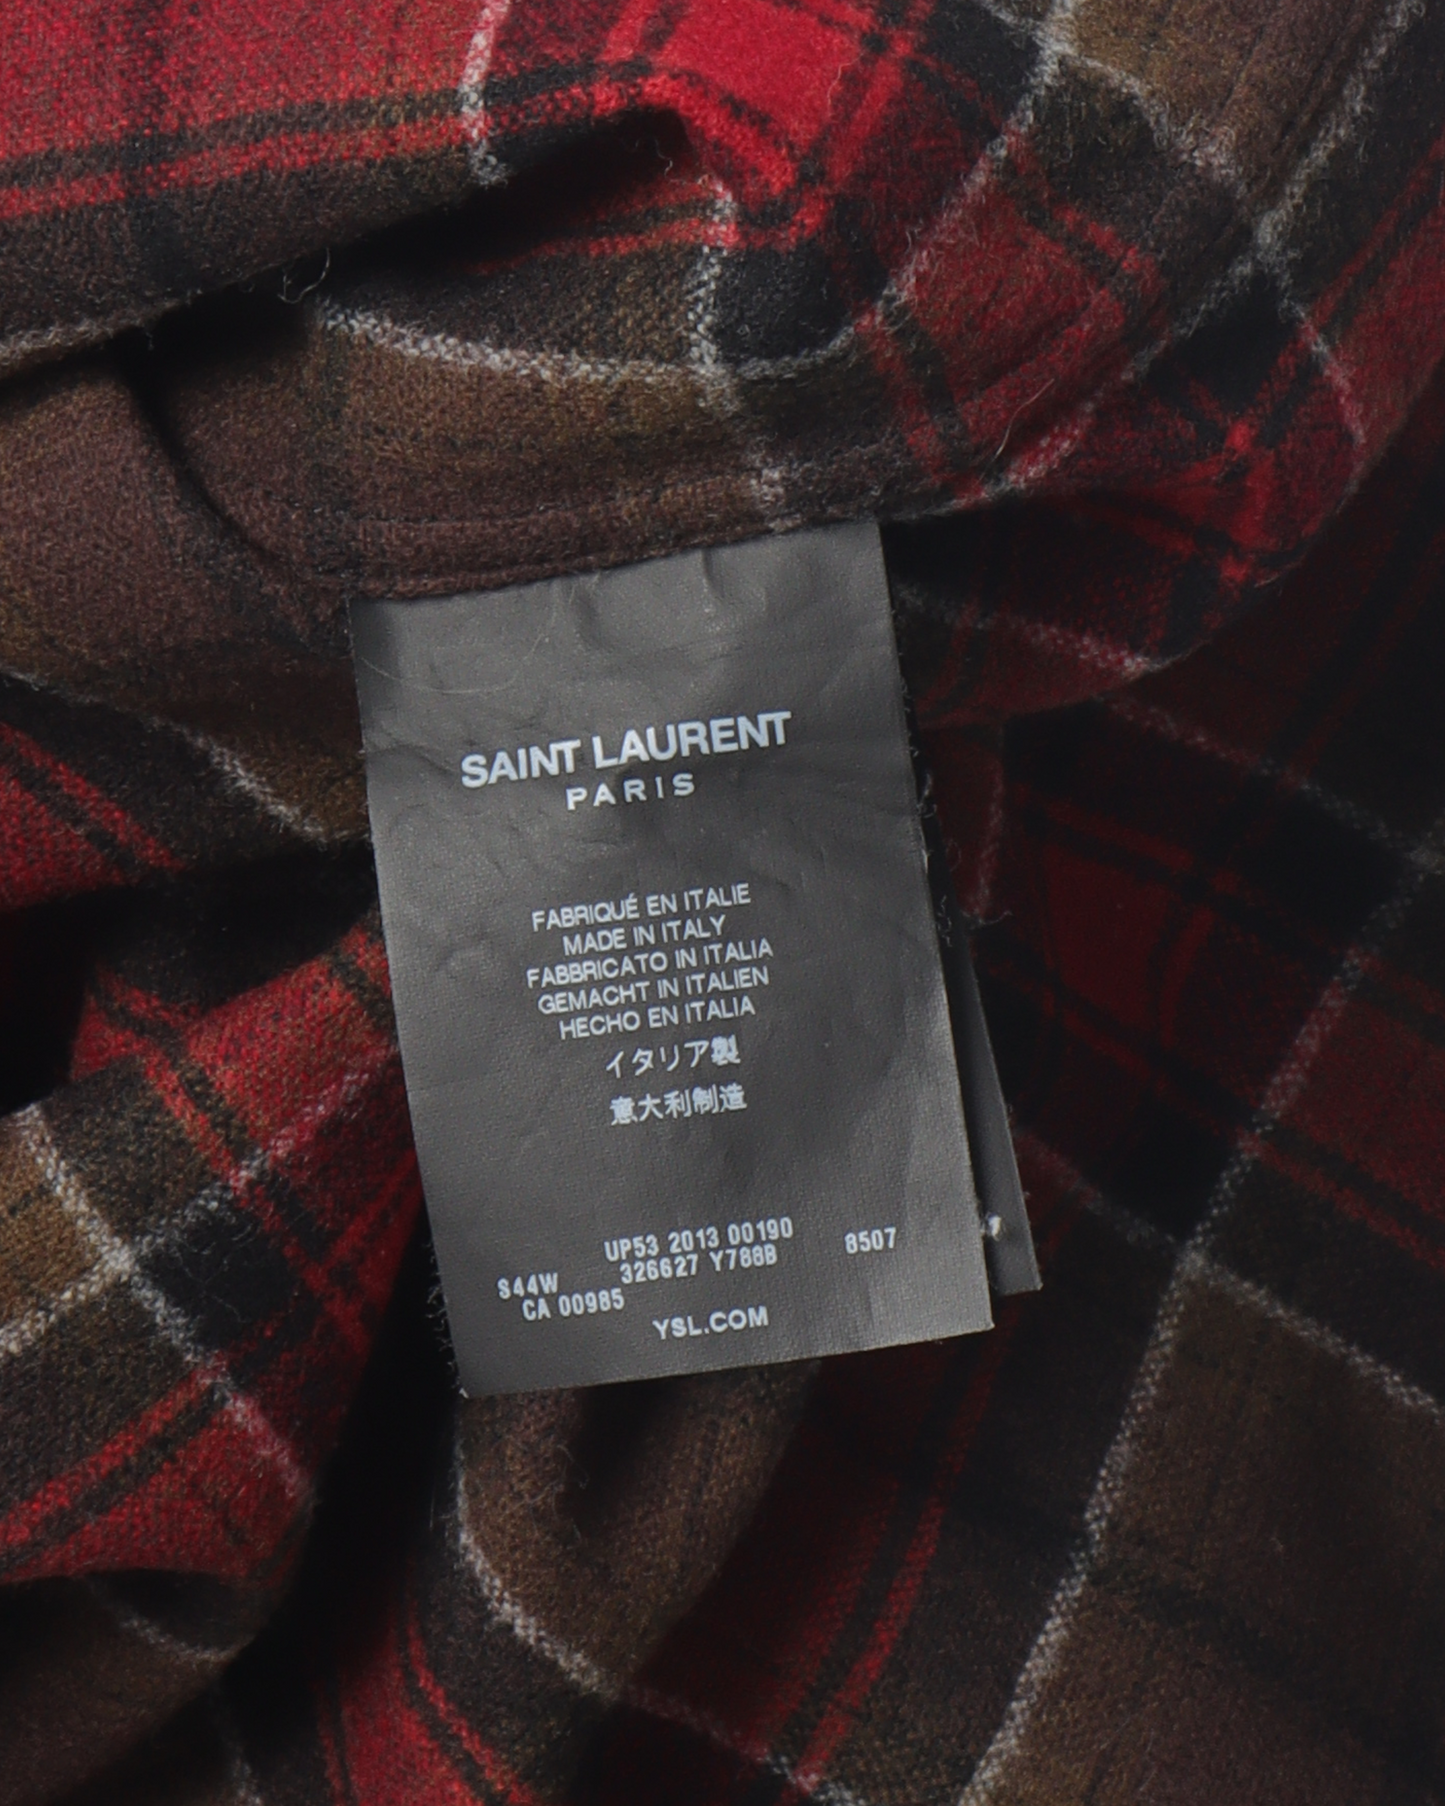 SAINT LAURENT
PARIS
FABRIQUÉ EN ITALIE
MADE IN ITALY
FABBRICATO IN ITALIA
GEMACHT IN ITALIEN
HECHO EN ITALIA
イタリア製
意大利制造
UP53 2013 00190 8507
S44W 326627 Y788B
CA 00985
YSL.COM